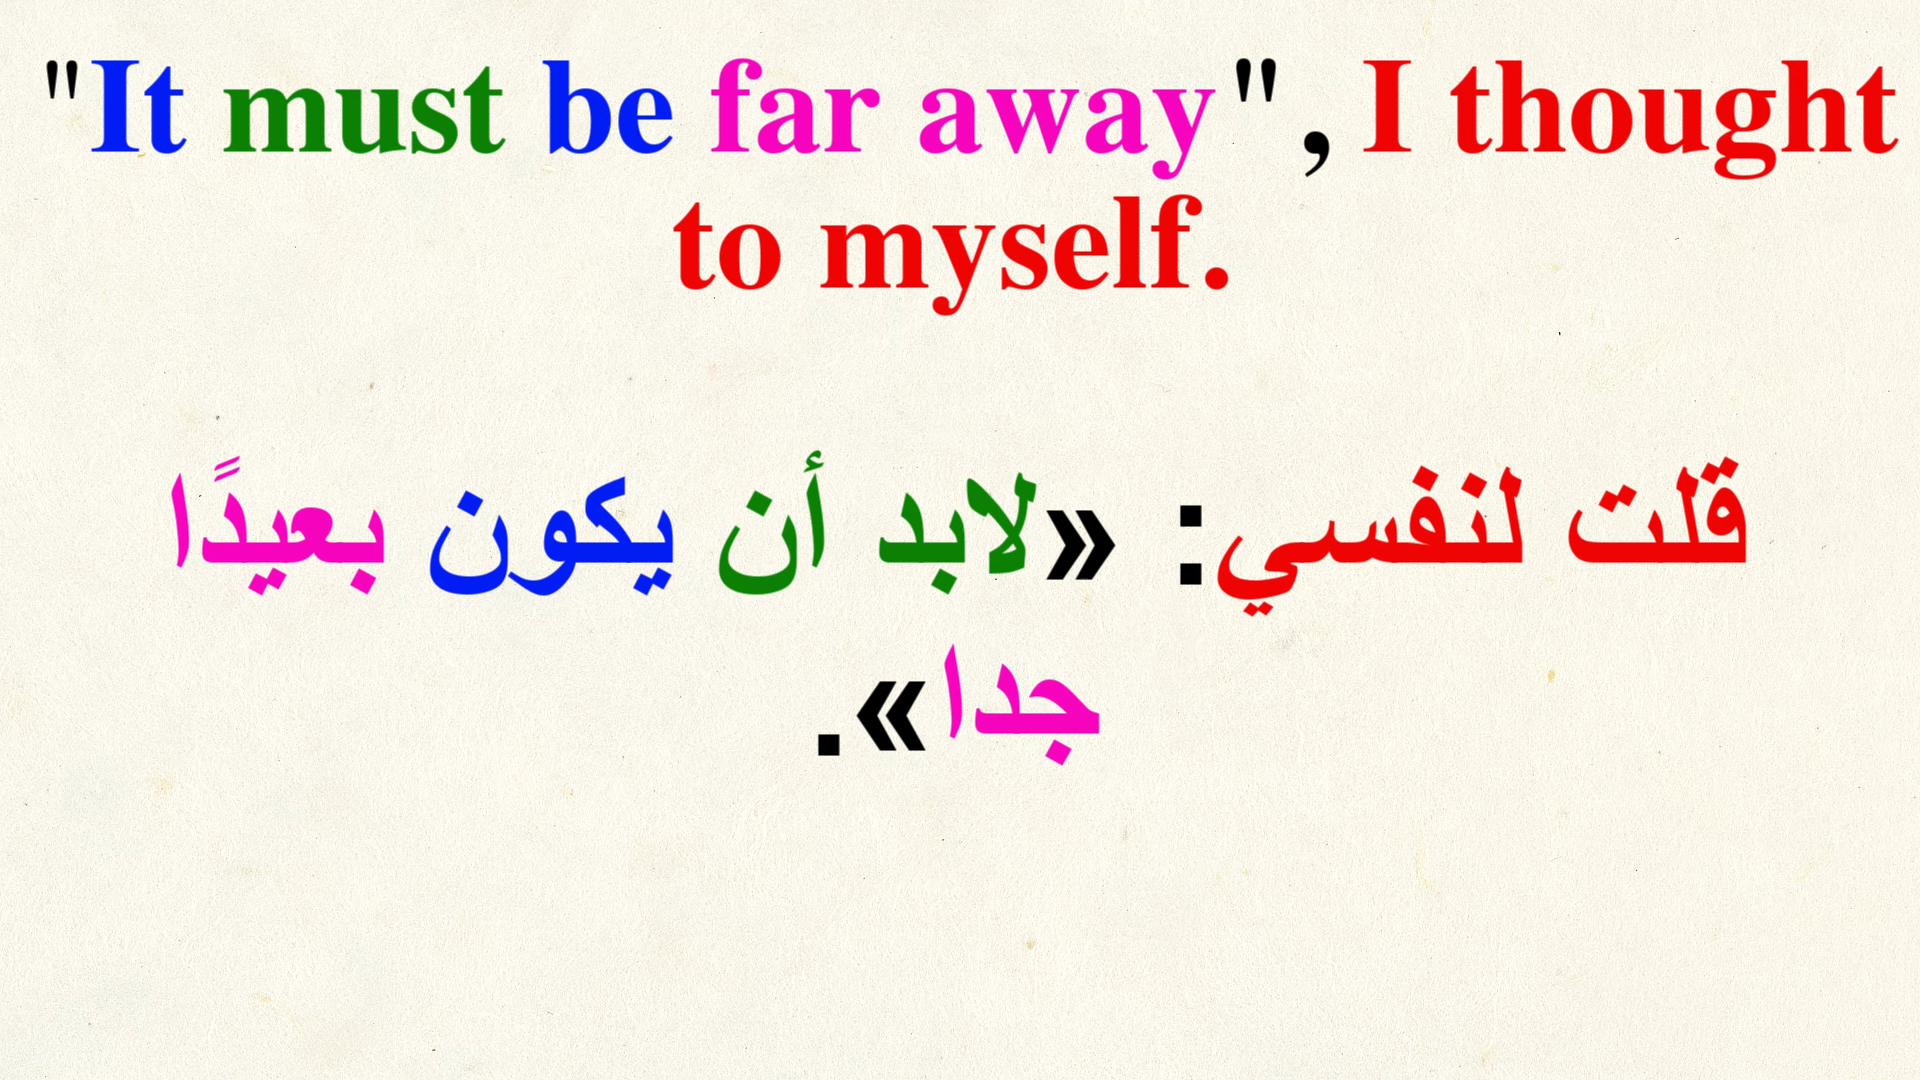 "It must be far away", I thought
to myself.
قلت لنفسي: «لابد أن يكون بعيدًا
جدا».